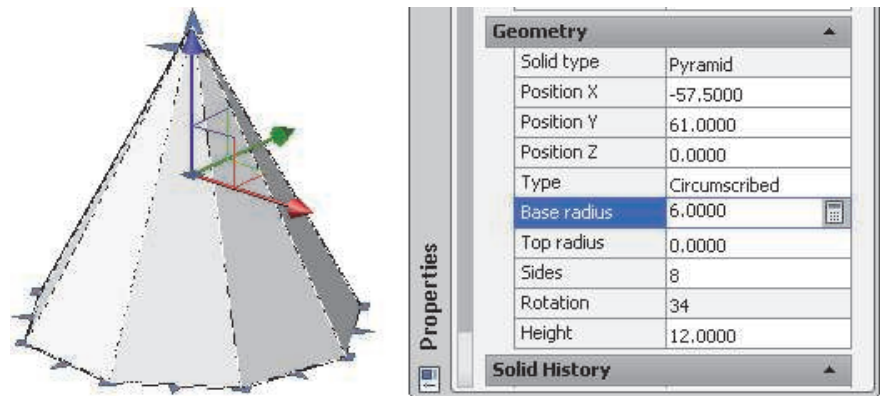 Geometry
Solid type Pyramid
Position X -57.5000
Position Y 61.0000
Position Z 0.0000
Type Circumscribed
Base radius 6.0000
Top radius 0.0000
Sides 8
Rotation 34
Height 12.0000
Solid History
Properties